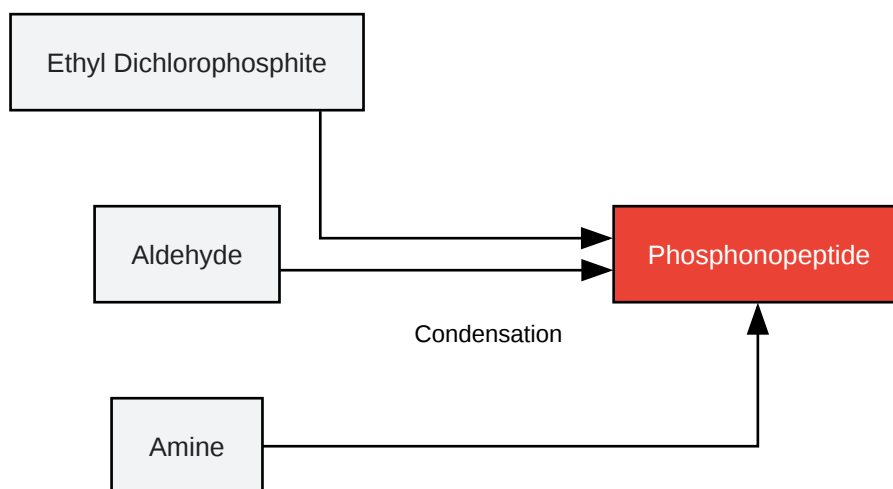 Ethyl Dichlorophosphite
Aldehyde
Phosphonopeptide
Condensation
Amine